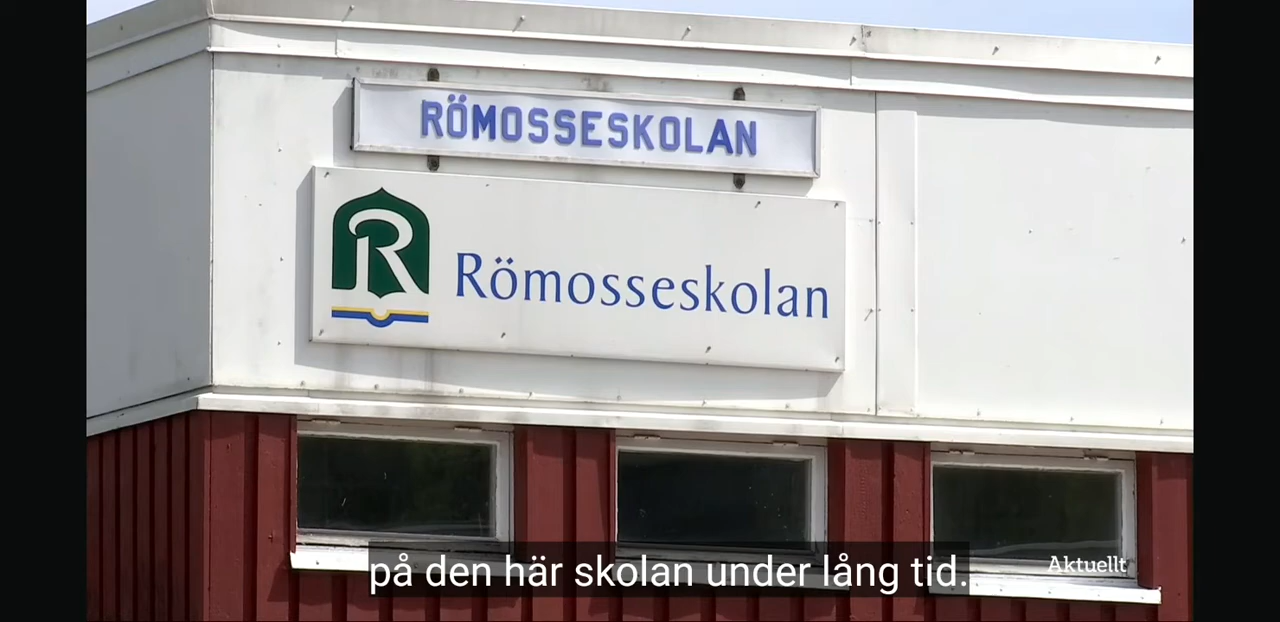 RÖMOSSESKOLAN
R
Römosseskolan
på den här skolan under lång tid.
Aktuellt